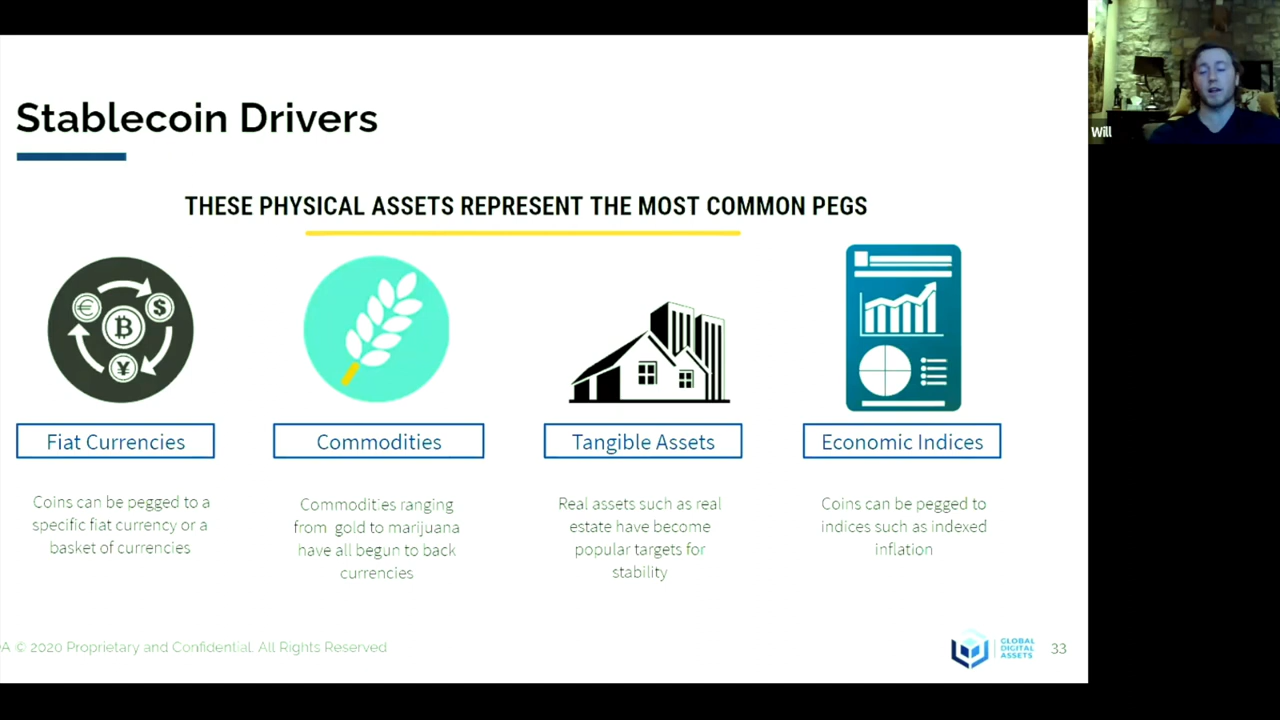 Stablecoin Drivers
THESE PHYSICAL ASSETS REPRESENT THE MOST COMMON PEGS
€
$
B
¥
Fiat Currencies
Commodities
Tangible Assets
Economic Indices
Coins can be pegged to a
specific fiat currency or a
basket of currencies
Commodities ranging
from gold to marijuana
have all begun to back
currencies
Real assets such as real
estate have become
popular targets for
stability
Coins can be pegged to
indices such as indexed
inflation
A © 2020 Proprietary and Confidential. All Rights Reserved
GLOBAL
DIGITAL
ASSETS
33
Will